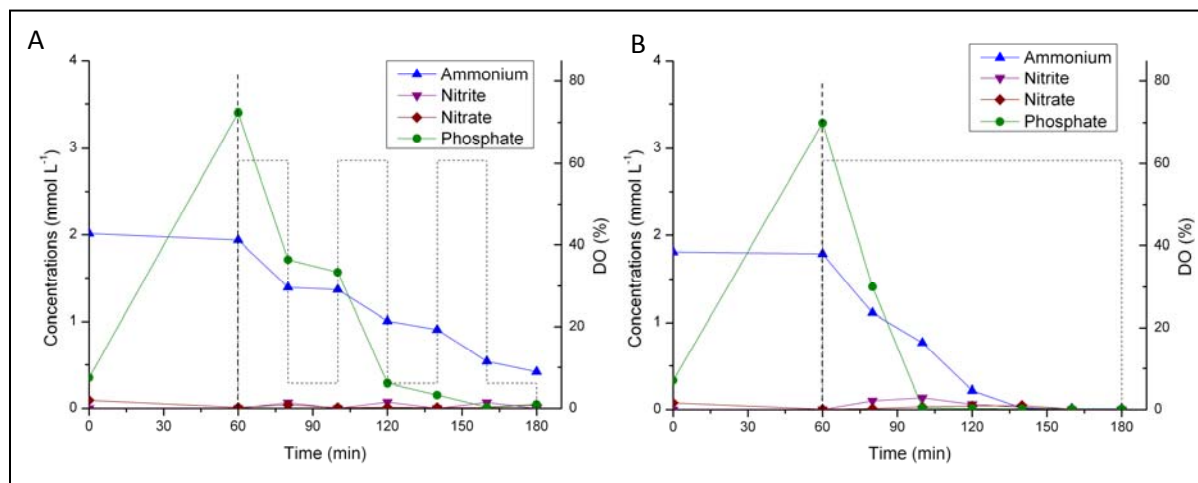 A
Concentrations (mmol L-1)
4
3
2
1
0
80
60
40
20
0
DO (%)
Ammonium
Nitrite
Nitrate
Phosphate
0 30 60 90 120 150 180
Time (min)
B
Concentrations (mmol L-1)
4
3
2
1
0
80
60
40
20
0
DO (%)
Ammonium
Nitrite
Nitrate
Phosphate
0 30 60 90 120 150 180
Time (min)